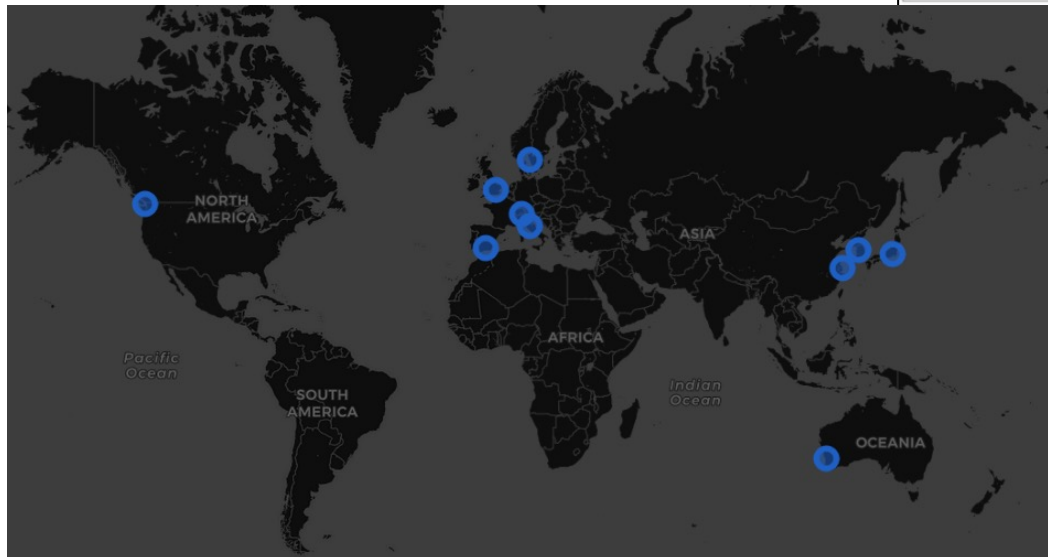 NORTH
AMERICA
ASIA
AFRICA
Pacific
Ocean
Indian
Ocean
SOUTH
AMERICA
OCEANIA